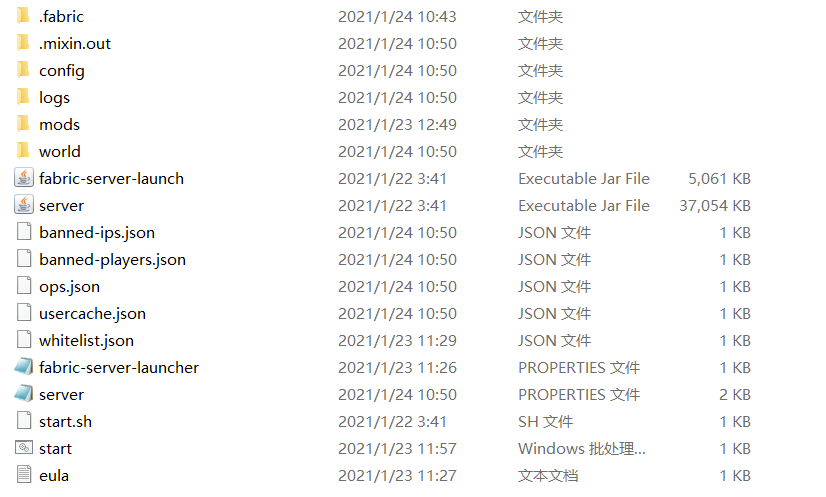 .fabric 2021/1/24 10:43 文件夹
.mixin.out 2021/1/24 10:50 文件夹
config 2021/1/24 10:50 文件夹
logs 2021/1/24 10:50 文件夹
mods 2021/1/23 12:49 文件夹
world 2021/1/24 10:50 文件夹
fabric-server-launch 2021/1/22 3:41 Executable Jar File 5,061 KB
server 2021/1/22 3:41 Executable Jar File 37,054 KB
banned-ips.json 2021/1/24 10:50 JSON 文件 1 KB
banned-players.json 2021/1/24 10:50 JSON 文件 1 KB
ops.json 2021/1/24 10:50 JSON 文件 1 KB
usercache.json 2021/1/24 10:50 JSON 文件 1 KB
whitelist.json 2021/1/23 11:29 JSON 文件 1 KB
fabric-server-launcher 2021/1/23 11:26 PROPERTIES 文件 1 KB
server 2021/1/24 10:50 PROPERTIES 文件 2 KB
start.sh 2021/1/22 3:41 SH 文件 1 KB
start 2021/1/23 11:57 Windows 批处理... 1 KB
eula 2021/1/23 11:27 文本文档 1 KB